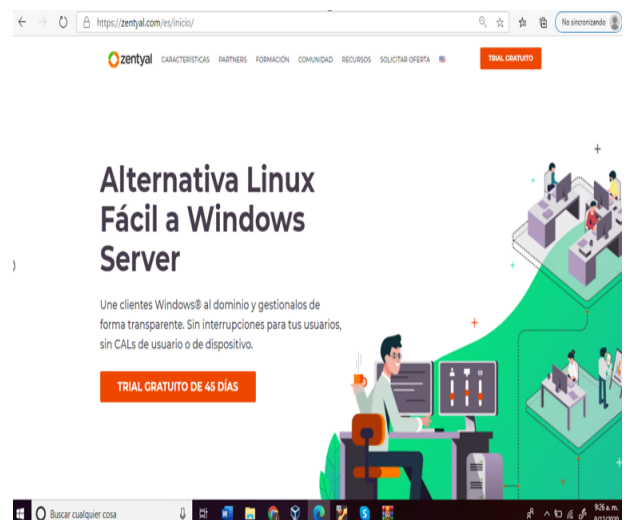 https://zentyal.com/es/inicio/
No sincronizando
zentyal CARACTERÍSTICAS PARTNERS FORMACIÓN COMUNIDAD RECURSOS SOLICITAR OFERTA TRIAL GRATUITO
Alternativa Linux
Fácil a Windows
Server
Une clientes Windows® al dominio y gestionalos de
forma transparente. Sin interrupciones para tus usuarios,
sin CALs de usuario o de dispositivo.
TRIAL GRATUITO DE 45 DÍAS
Buscar cualquier cosa
9:26 a. m.